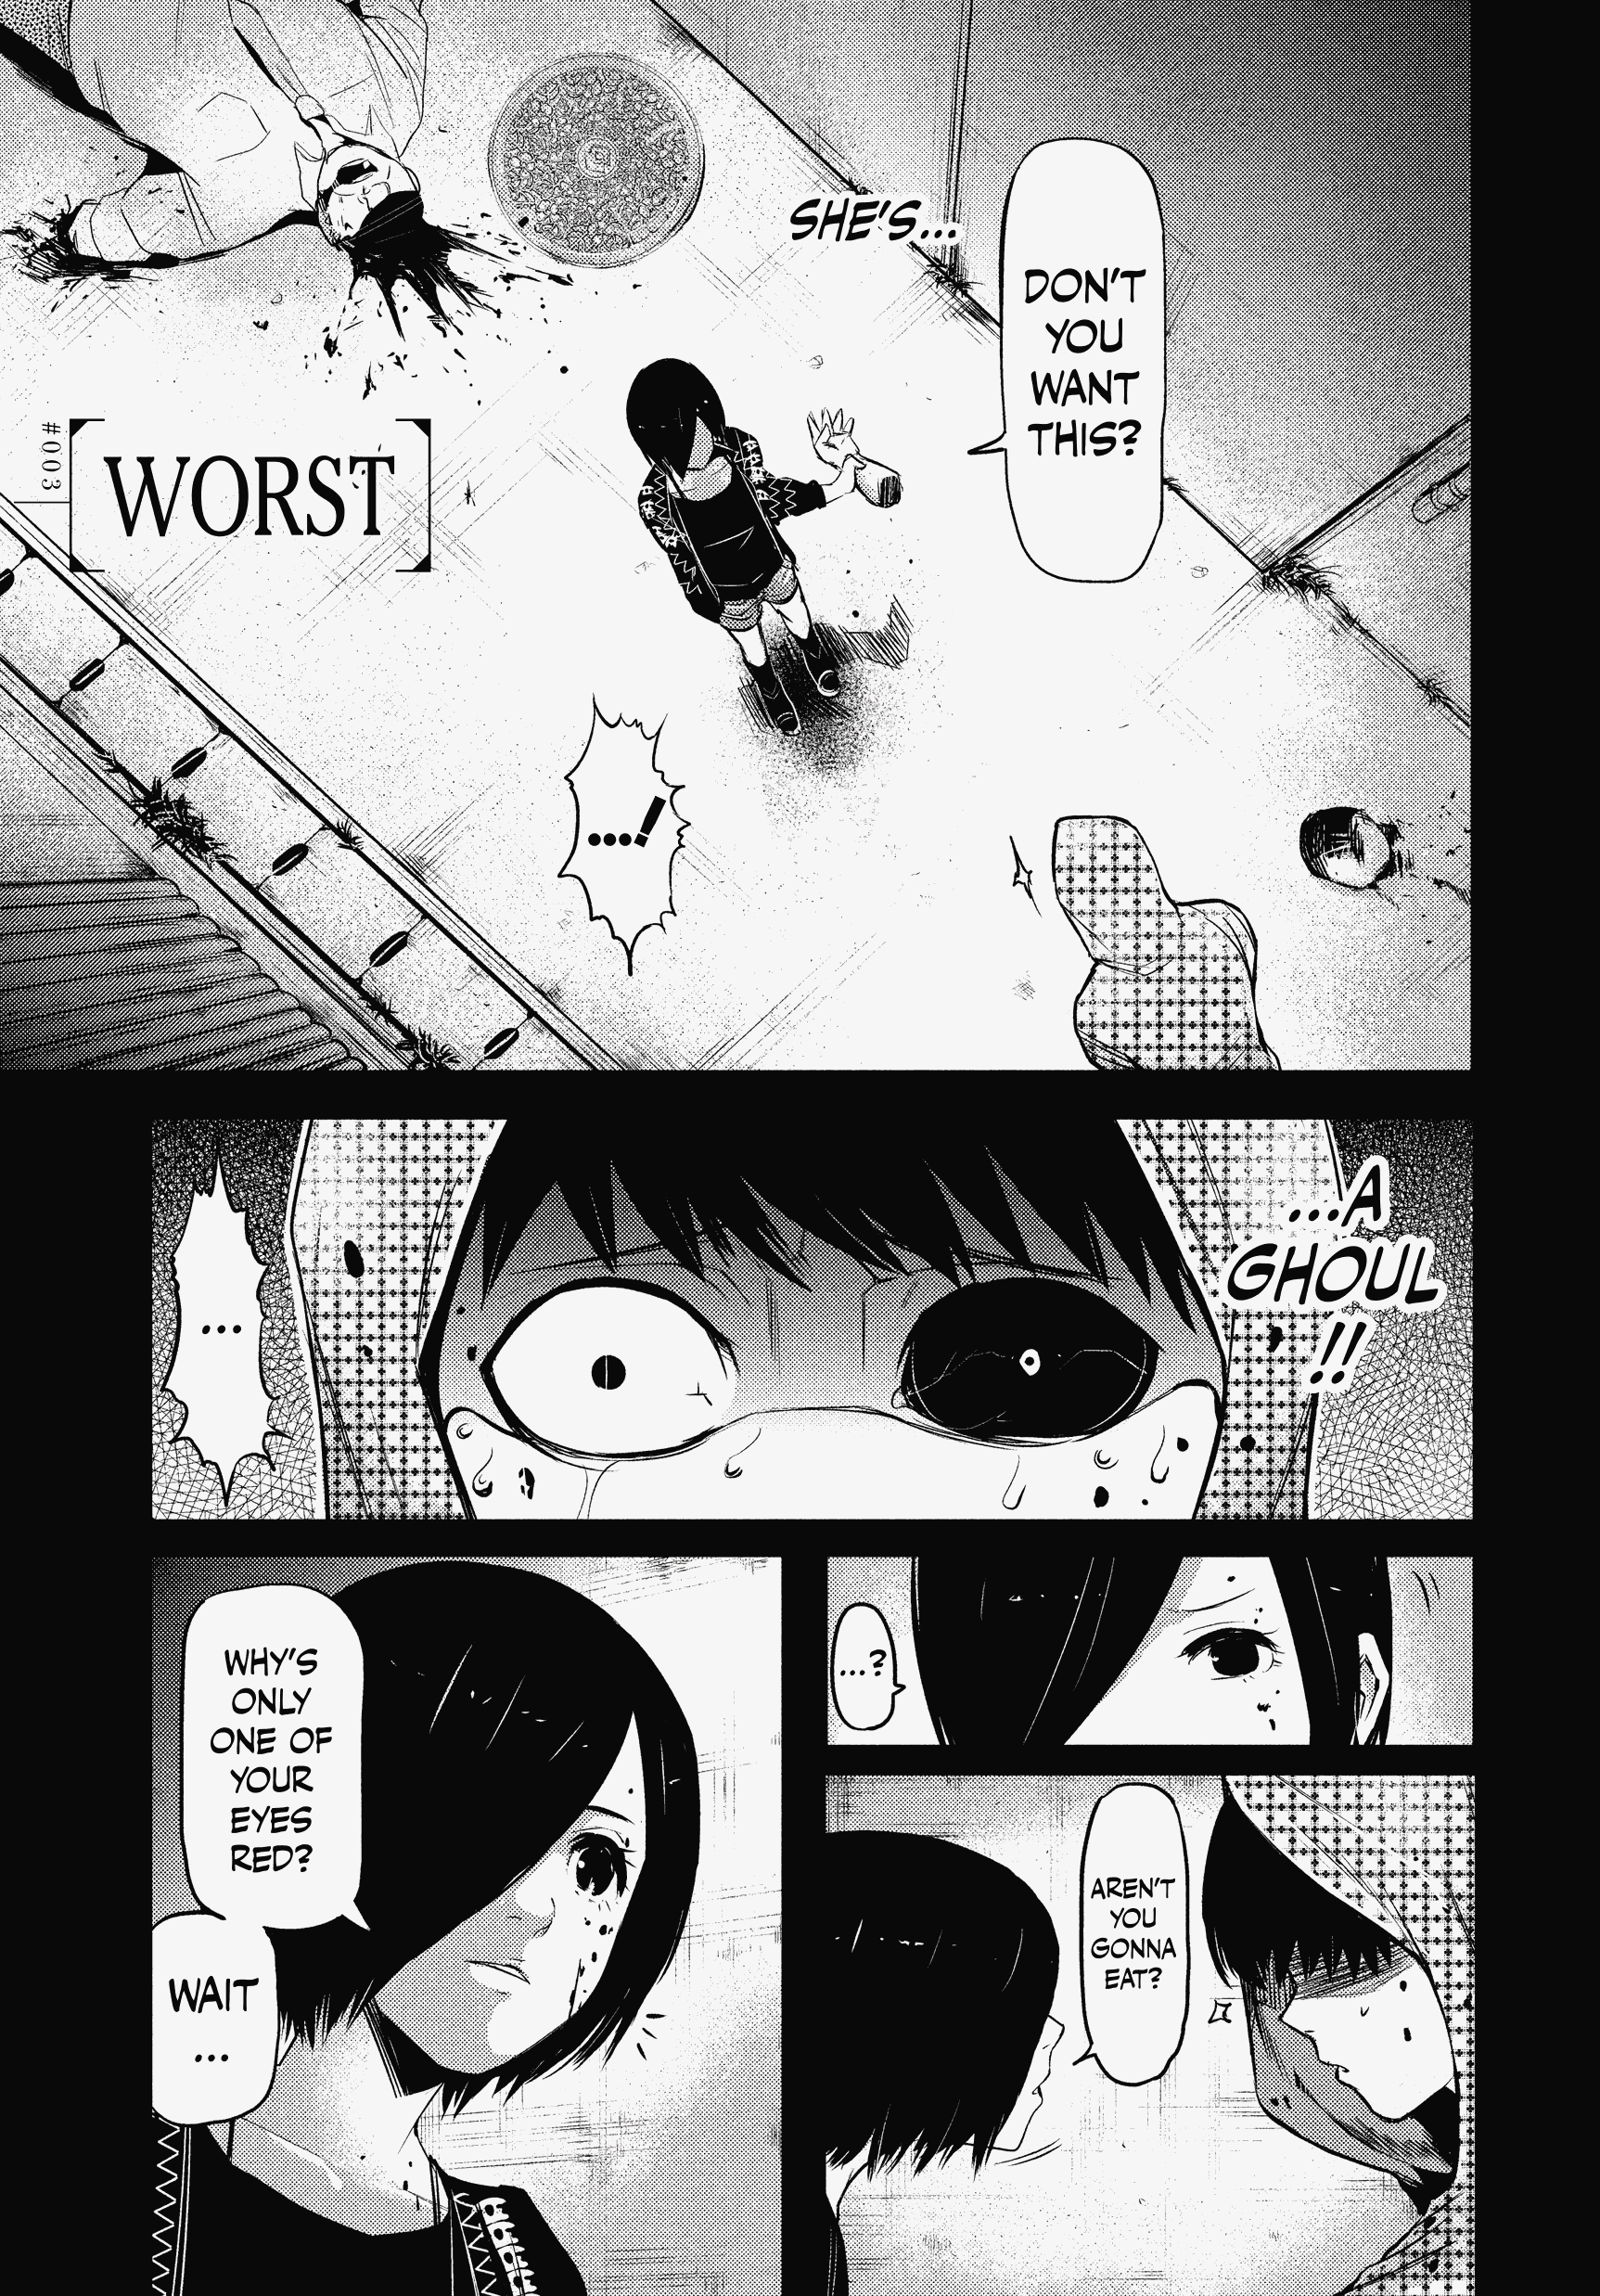 DON'T
YOU
WANT
THIS?
SHE'S...
#003
WORST
...!
...A
GHOUL
!!
...
...?
AREN'T
YOU
GONNA
EAT?
WHY'S
ONLY
ONE OF
YOUR
EYES
RED?
WAIT
...